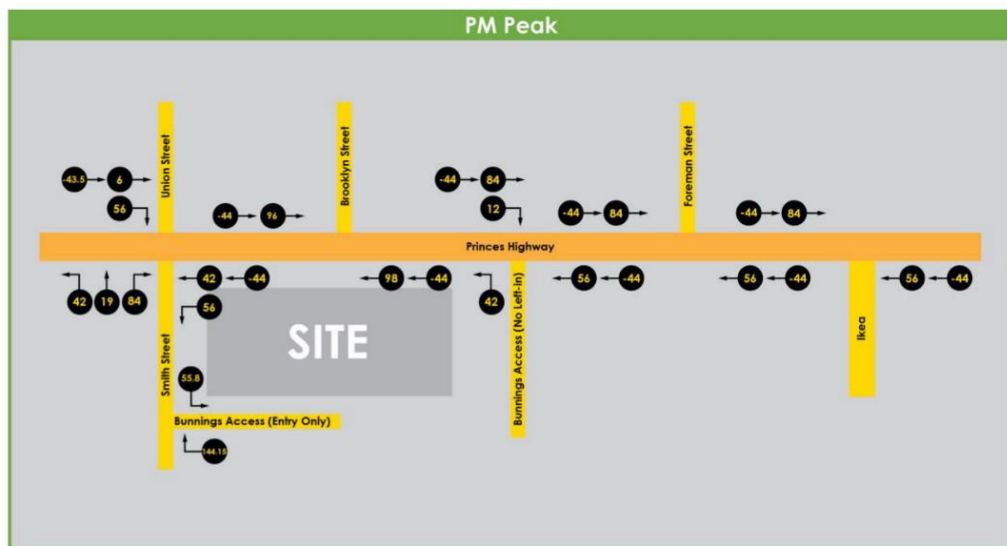 PM Peak
Union Street
Brooklyn Street
Foreman Street
-43.5
6
-44
84
56
12
-44
96
-44
84
-44
84
Princes Highway
42
-44
98
-44
56
-44
56
-44
56
-44
42
19
84
56
42
SITE
Smith Street
Bunnings Access (No Left-in)
Ikea
55.8
Bunnings Access (Entry Only)
144.15